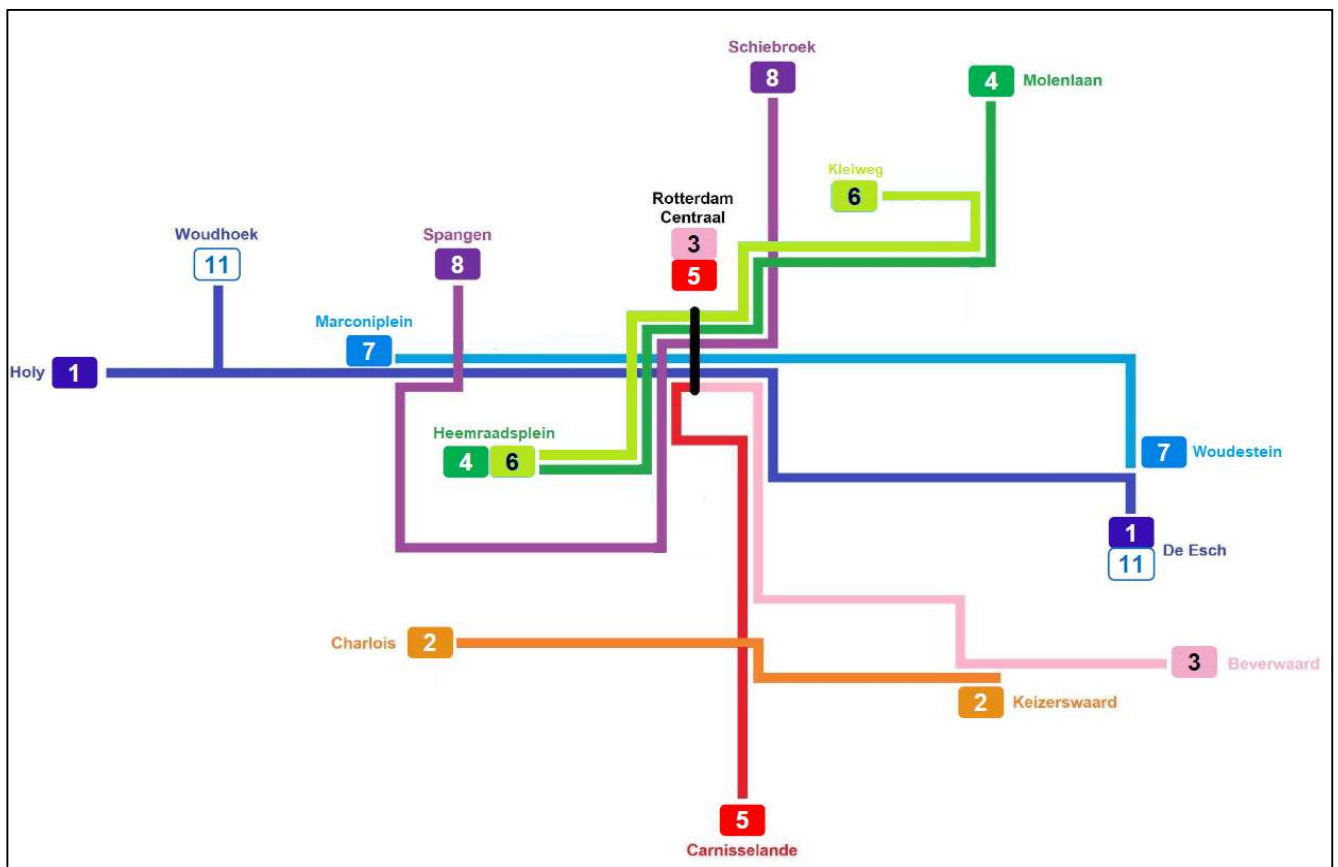 Schiebroek
8
4 Molenlaan
Kleiweg
6
Rotterdam
Centraal
3
5
Woudhoek
11
Spangen
8
Marconiplein
7
Holy 1
Heemraadsplein
4 6
7 Woudestein
1
11
De Esch
Charlois 2
3 Beverwaard
2 Keizerswaard
5
Carnisselande